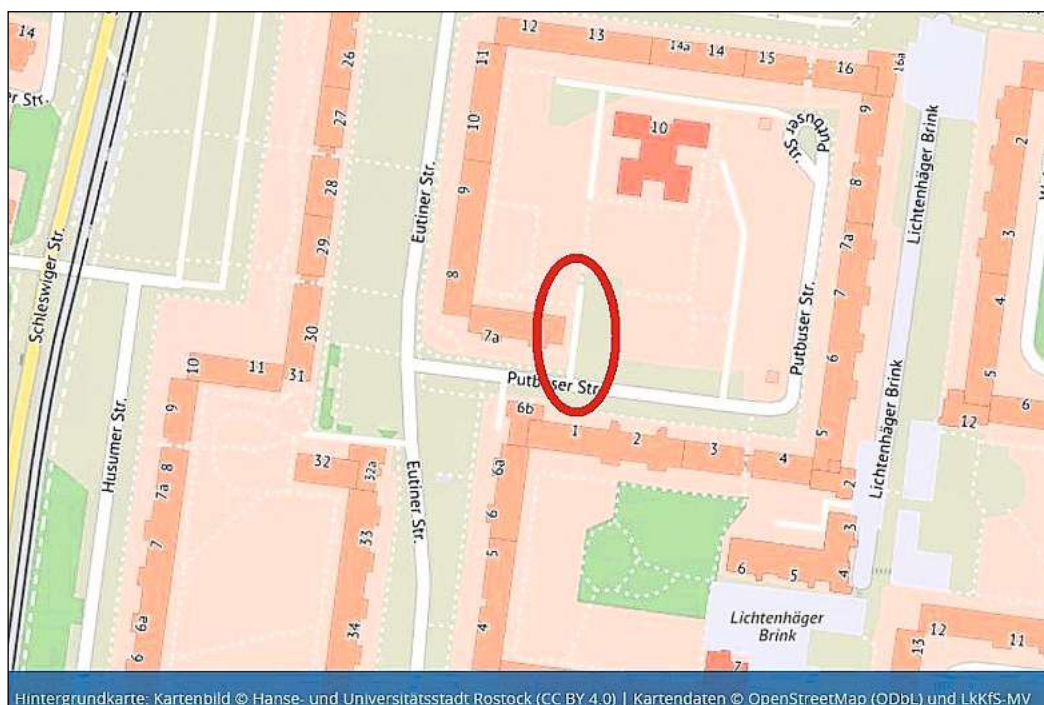 14
er Str.
Schleswiger Str.
Husumer Str.
26
27
28
29
30
31
11
10
9
8
7a
7
6a
6
32
32a
33
34
Eutiner Str.
Eutiner Str.
12
13
14a
14
15
16
16a
11
10
9
8
7a
10
Putbuser Str.
9
8
7a
7
6
5
Putbuser Str.
Putbuser Str.
6b
1
2
3
4
2
6a
6
5
4
3
6
5
4
Lichtenhäger Brink
Lichtenhäger Brink
Lichtenhäger
Brink
7
2
3
4
5
12
6
13
12
11
Hintergrundkarte: Kartenbild © Hanse- und Universitätsstadt Rostock (CC BY 4.0) | Kartendaten © OpenStreetMap (ODbL) und LkKfS-MV